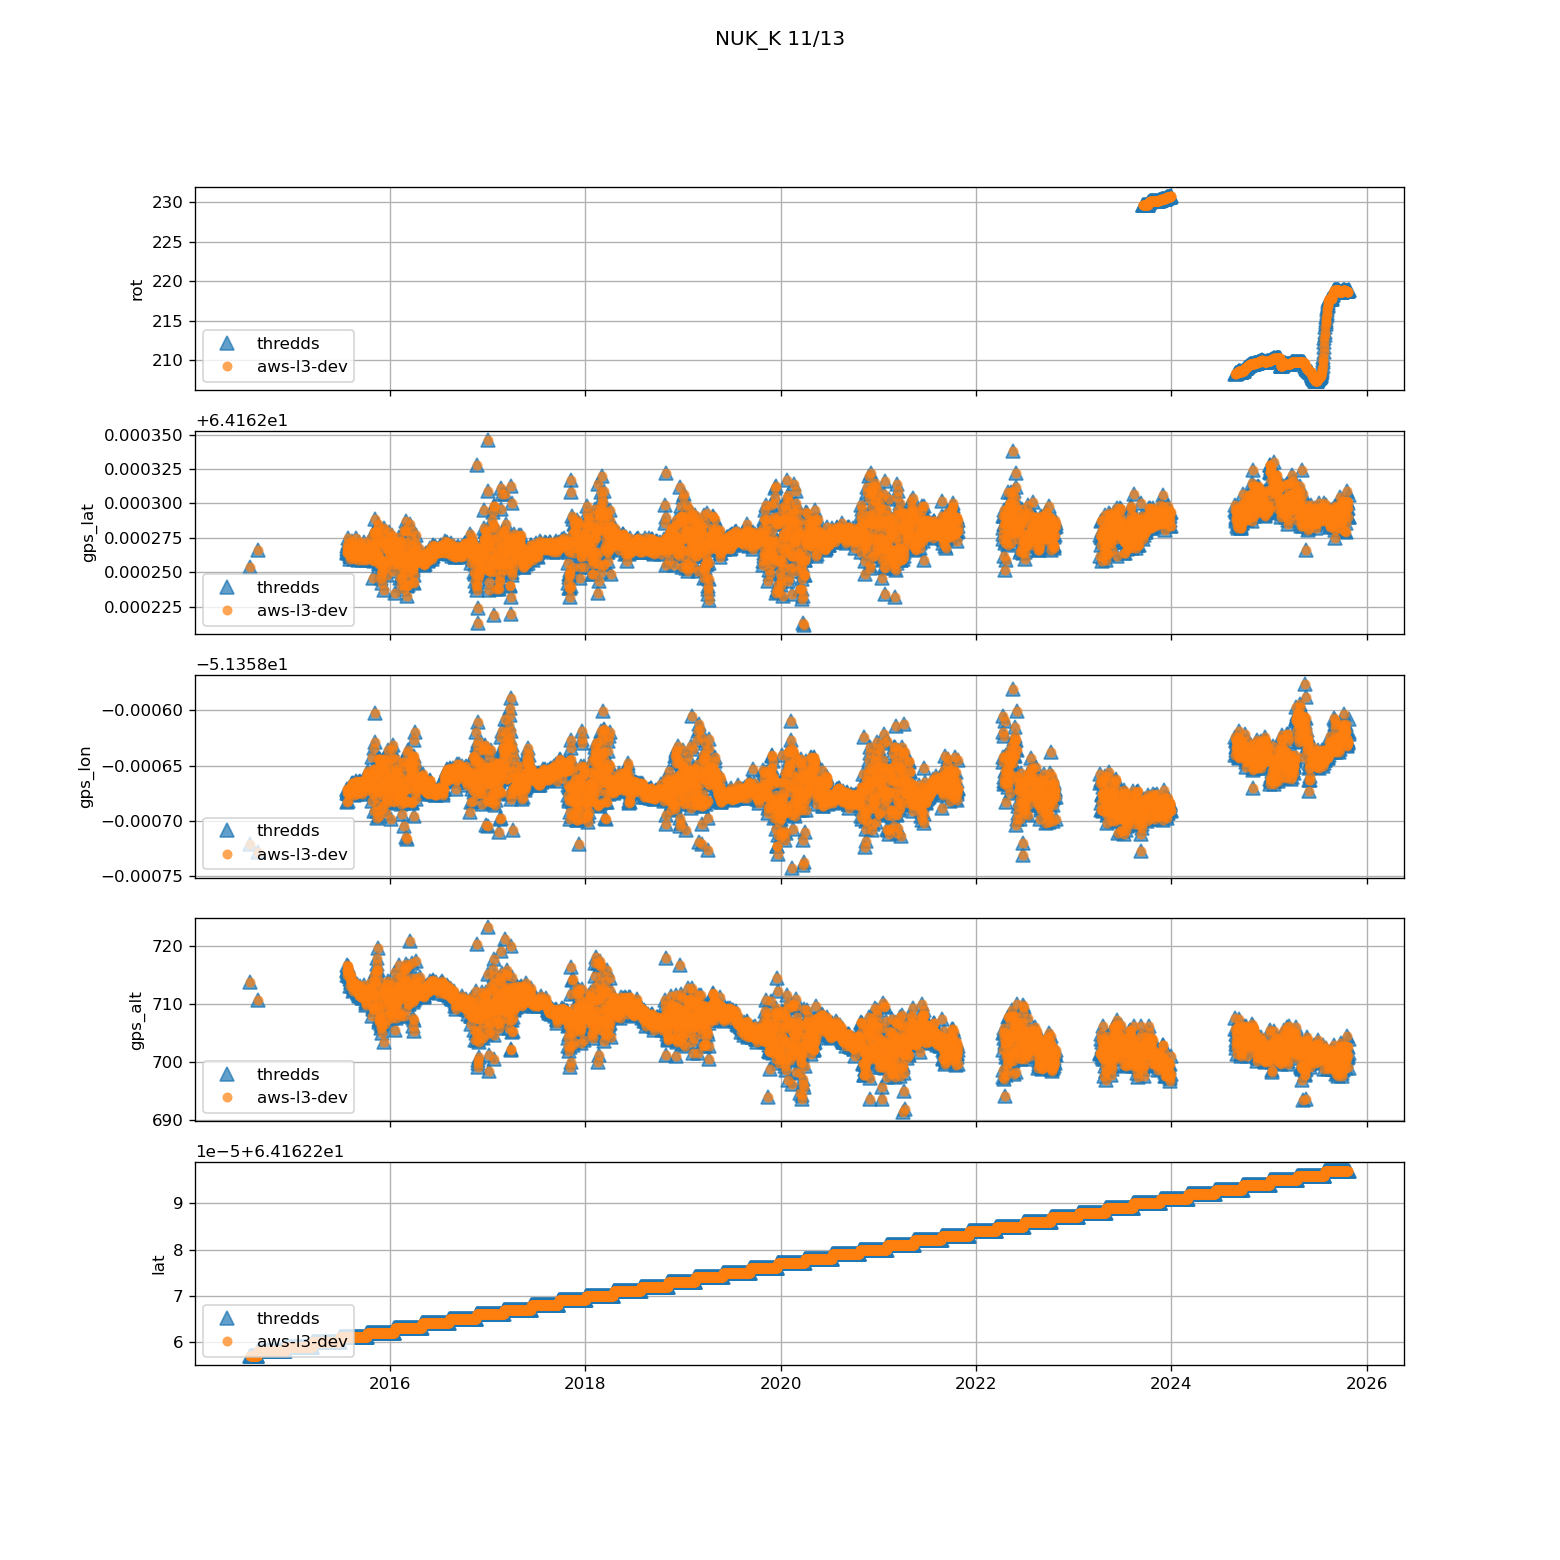 NUK_K 11/13
230
225
220
215
210
rot
thredds
aws-l3-dev
+6.4162e1
0.000350
0.000325
0.000300
0.000275
0.000250
0.000225
gps_lat
thredds
aws-l3-dev
−5.1358e1
−0.00060
−0.00065
−0.00070
−0.00075
gps_lon
thredds
aws-l3-dev
720
710
700
690
gps_alt
thredds
aws-l3-dev
1e−5+6.41622e1
9
8
7
6
lat
thredds
aws-l3-dev
2016 2018 2020 2022 2024 2026